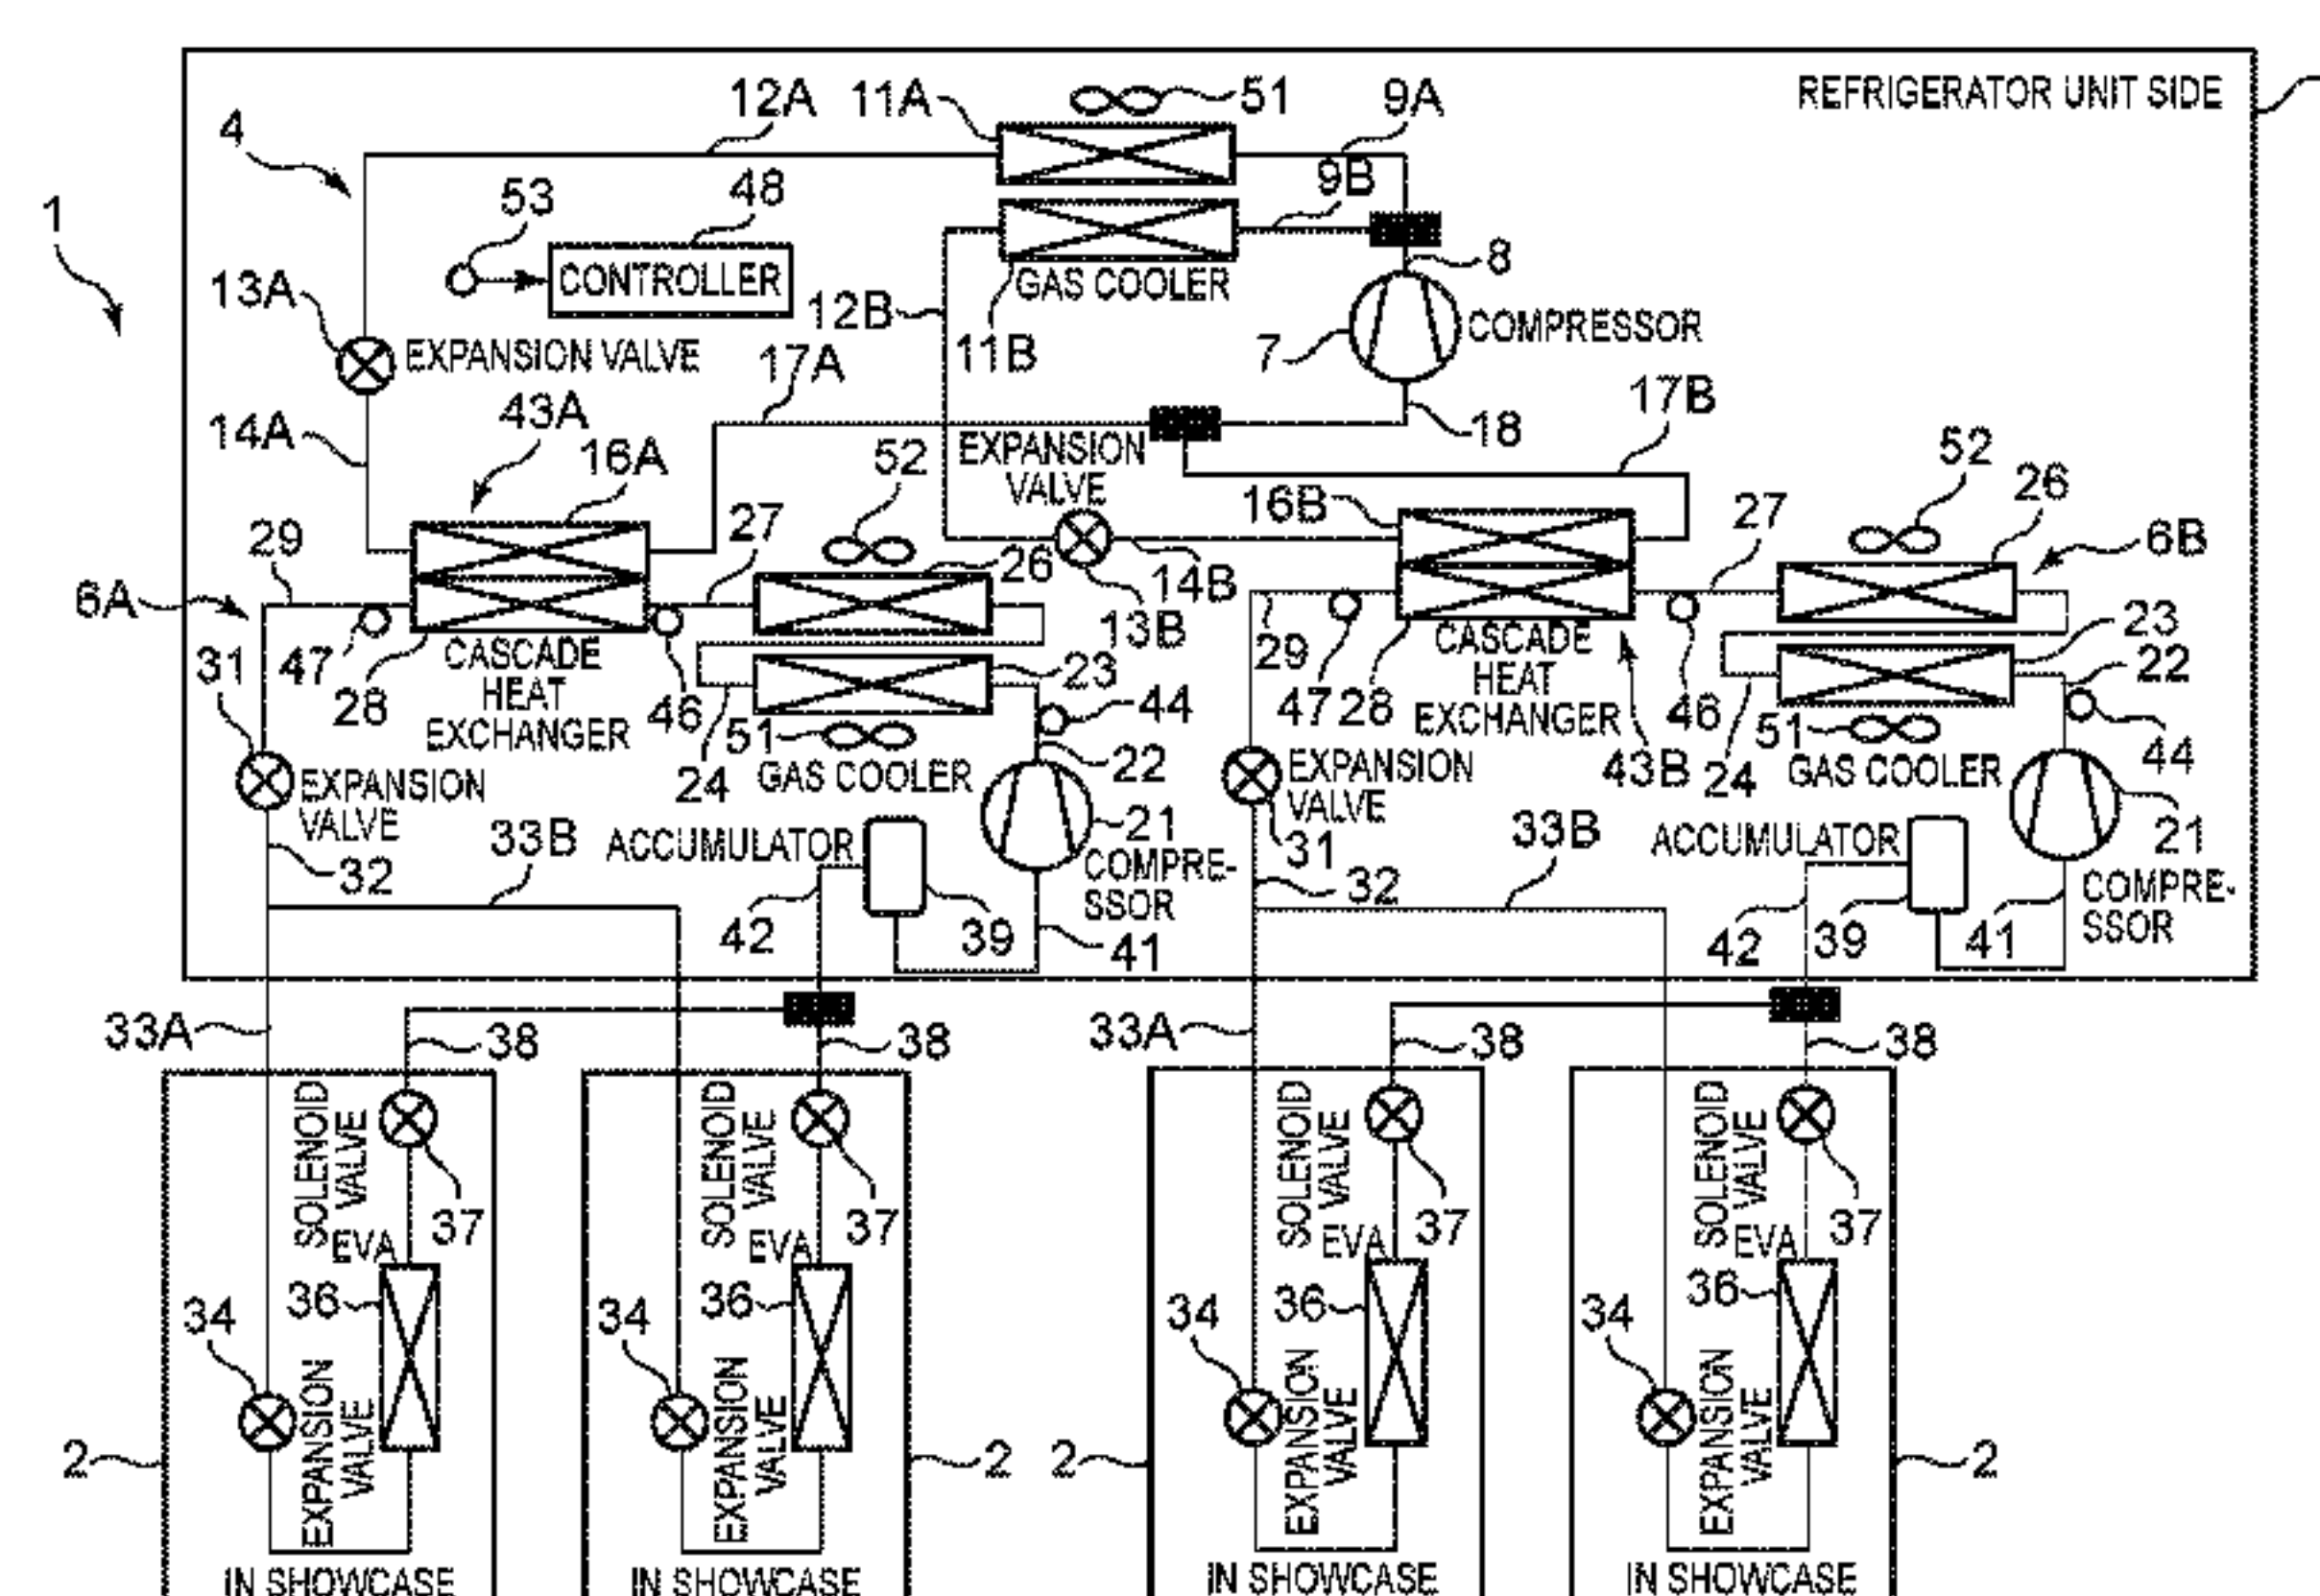 12A 11A 51 9A REFRIGERATOR UNIT SIDE
4
9B
53 48
1
8
CONTROLLER GAS COOLER
13A
12B
COMPRESSOR
7
EXPANSION VALVE 17A 11B
17B
43A
14A
18
16A 52 EXPANSION VALVE
52
26
16B
29 27 27
26
6B
14B
6A
13B
47 CASCADE HEAT EXCHANGER 23
29 CASCADE HEAT EXCHANGER 23
31
22
28 46 44 47 28 46
51 51
24 GAS COOLER 22 43B 24 GAS COOLER 44
EXPANSION VALVE
EXPANSION VALVE
33B ACCUMULATOR 21
31 33B ACCUMULATOR 21
32 COMPRE-
SSOR
32 COMPRE-
SSOR
42 39 41
42 39 41
33A 38 38 33A 38 38
SOLENOID VALVE SOLENOID VALVE SOLENOID VALVE SOLENOID VALVE
37 37 37 37
EVA EVA EVA EVA
36 36 36 36
34 34 34 34
EXPANSION VALVE EXPANSION VALVE EXPANSION VALVE EXPANSION VALVE
2 2 2 2
IN SHOWCASE IN SHOWCASE IN SHOWCASE IN SHOWCASE